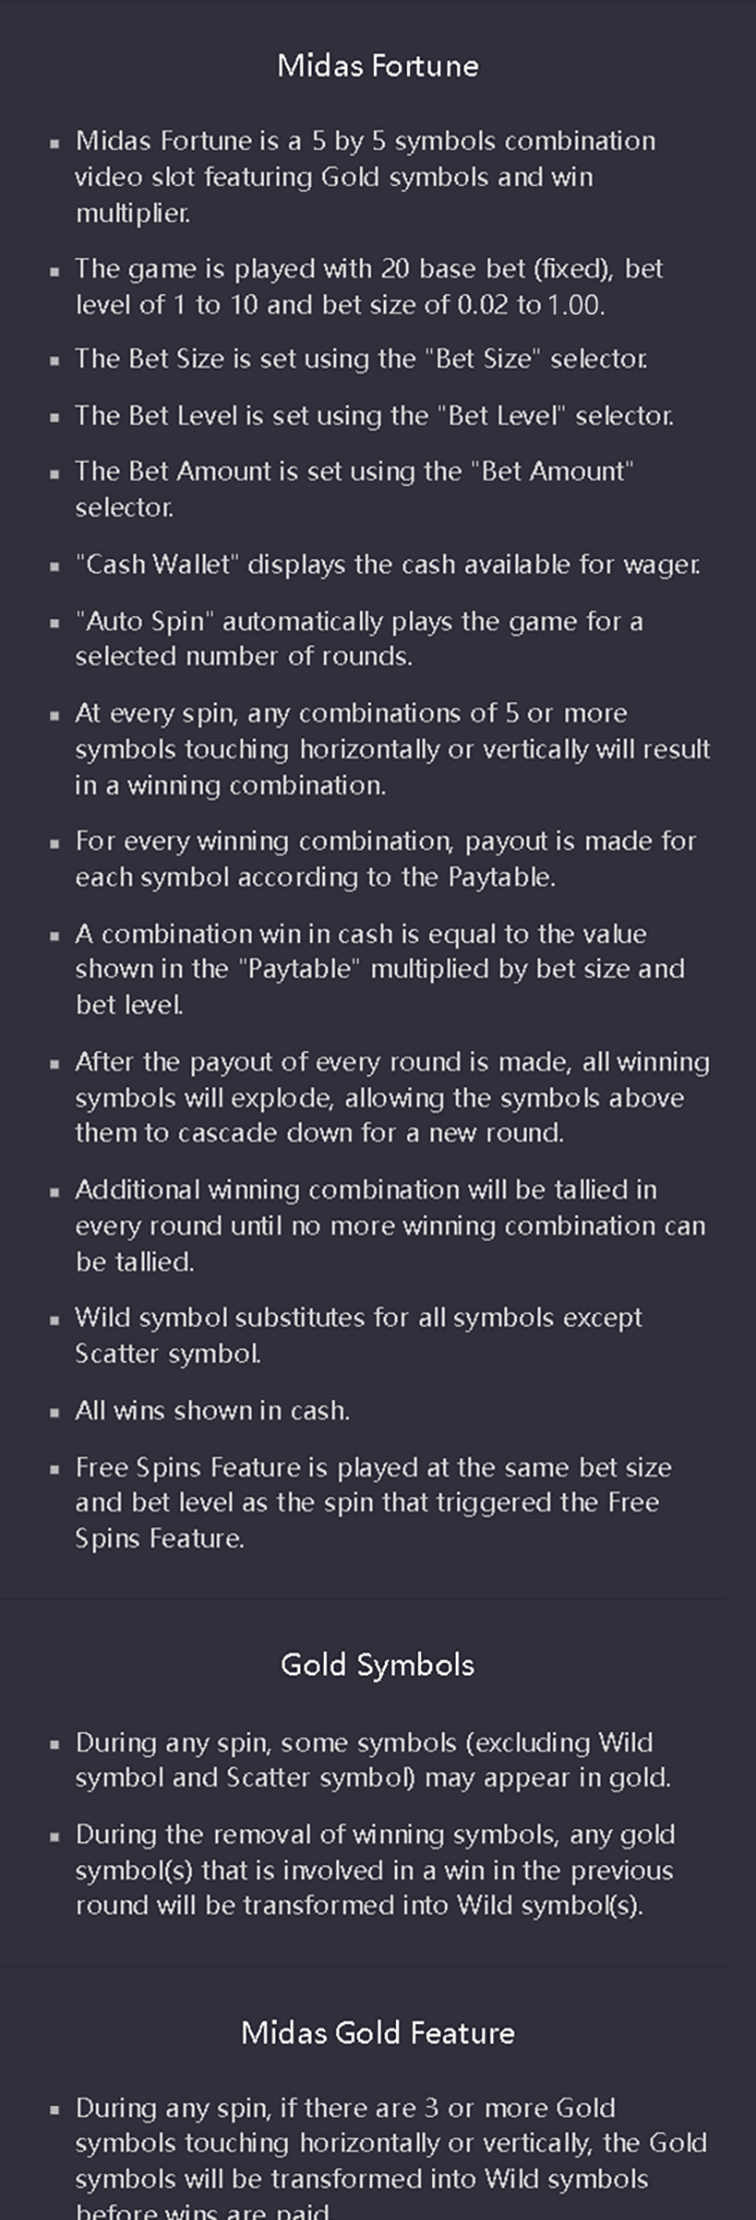 Midas Fortune
▪ Midas Fortune is a 5 by 5 symbols combination
video slot featuring Gold symbols and win
multiplier.
▪ The game is played with 20 base bet (fixed), bet
level of 1 to 10 and bet size of 0.02 to 1.00.
▪ The Bet Size is set using the "Bet Size" selector.
▪ The Bet Level is set using the "Bet Level" selector.
▪ The Bet Amount is set using the "Bet Amount"
selector.
▪ "Cash Wallet" displays the cash available for wager.
▪ "Auto Spin" automatically plays the game for a
selected number of rounds.
▪ At every spin, any combinations of 5 or more
symbols touching horizontally or vertically will result
in a winning combination.
▪ For every winning combination, payout is made for
each symbol according to the Paytable.
▪ A combination win in cash is equal to the value
shown in the "Paytable" multiplied by bet size and
bet level.
▪ After the payout of every round is made, all winning
symbols will explode, allowing the symbols above
them to cascade down for a new round.
▪ Additional winning combination will be tallied in
every round until no more winning combination can
be tallied.
▪ Wild symbol substitutes for all symbols except
Scatter symbol.
▪ All wins shown in cash.
▪ Free Spins Feature is played at the same bet size
and bet level as the spin that triggered the Free
Spins Feature.
Gold Symbols
▪ During any spin, some symbols (excluding Wild
symbol and Scatter symbol) may appear in gold.
▪ During the removal of winning symbols, any gold
symbol(s) that is involved in a win in the previous
round will be transformed into Wild symbol(s).
Midas Gold Feature
▪ During any spin, if there are 3 or more Gold
symbols touching horizontally or vertically, the Gold
symbols will be transformed into Wild symbols
before wins are paid